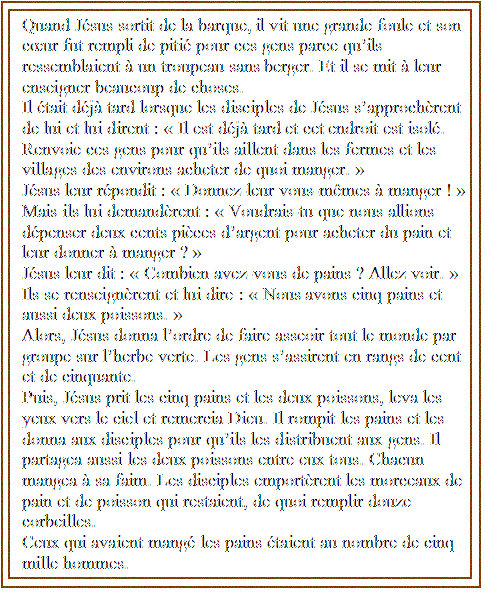 Quand Jésus sortit de la barque, il vit une grande foule et son
cœur fut rempli de pitié pour ces gens parce qu'ils
ressemblaient à un troupeau sans berger. Et il se mit à leur
enseigner beaucoup de choses.
Il était déjà tard lorsque les disciples de Jésus s'approchèrent
de lui et lui dirent : « Il est déjà tard et cet endroit est isolé.
Renvoie ces gens pour qu'ils aillent dans les fermes et les
villages des environs acheter de quoi manger. »
Jésus leur répondit : « Donnez-leur vous-mêmes à manger ! »
Mais ils lui demandèrent : « Voudrais-tu que nous allions
dépenser deux cents pièces d'argent pour acheter du pain et
leur donner à manger ? »
Jésus leur dit : « Combien avez-vous de pains ? Allez voir. »
Ils se renseignèrent et lui dire : « Nous avons cinq pains et
aussi deux poissons. »
Alors, Jésus donna l'ordre de faire asseoir tout le monde par
groupe sur l'herbe verte. Les gens s'assirent en rangs de cent
et de cinquante.
Puis, Jésus prit les cinq pains et les deux poissons, leva les
yeux vers le ciel et remercia Dieu. Il rompit les pains et les
donna aux disciples pour qu'ils les distribuent aux gens. Il
partagea aussi les deux poissons entre eux tous. Chacun
mangea à sa faim. Les disciples emportèrent les morceaux de
pain et de poisson qui restaient, de quoi remplir douze
corbeilles.
Ceux qui avaient mangé les pains étaient au nombre de cinq
mille hommes.